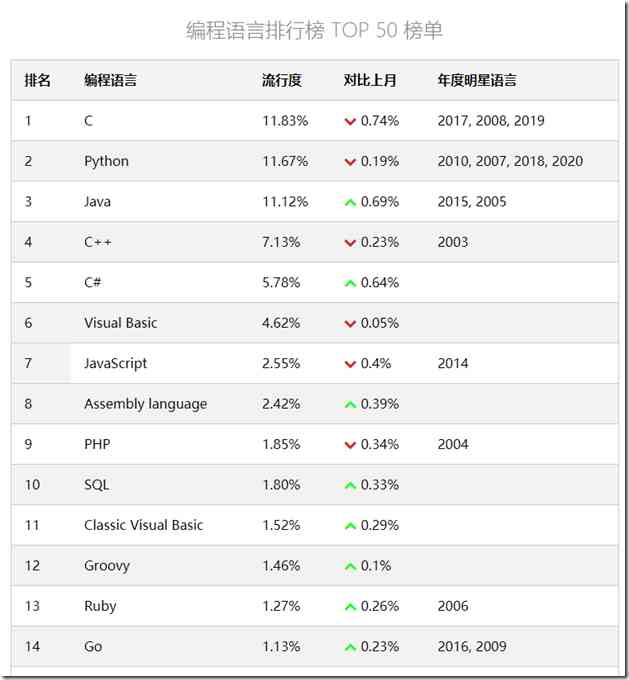 编程语言排行榜 TOP 50 榜单
排名 编程语言 流行度 对比上月 年度明星语言
1 C 11.83% 0.74% 2017, 2008, 2019
2 Python 11.67% 0.19% 2010, 2007, 2018, 2020
3 Java 11.12% 0.69% 2015, 2005
4 C++ 7.13% 0.23% 2003
5 C# 5.78% 0.64%
6 Visual Basic 4.62% 0.05%
7 JavaScript 2.55% 0.4% 2014
8 Assembly language 2.42% 0.39%
9 PHP 1.85% 0.34% 2004
10 SQL 1.80% 0.33%
11 Classic Visual Basic 1.52% 0.29%
12 Groovy 1.46% 0.1%
13 Ruby 1.27% 0.26% 2006
14 Go 1.13% 0.23% 2016, 2009